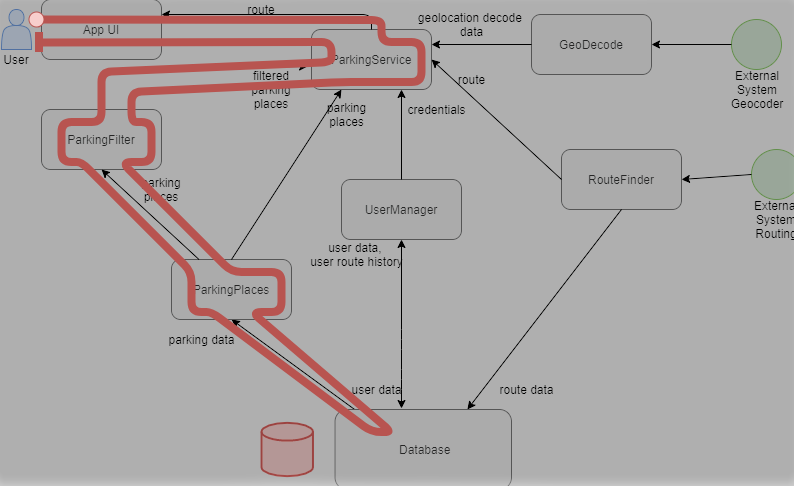 route
geolocation decode
data
App UI
User
ParkingService
GeoDecode
External
System
Geocoder
filtered
parking
places
route
parking
places
credentials
ParkingFilter
parking
places
UserManager
RouteFinder
External
System
Routing
user data,
user route history
ParkingPlaces
parking data
user data
route data
Database